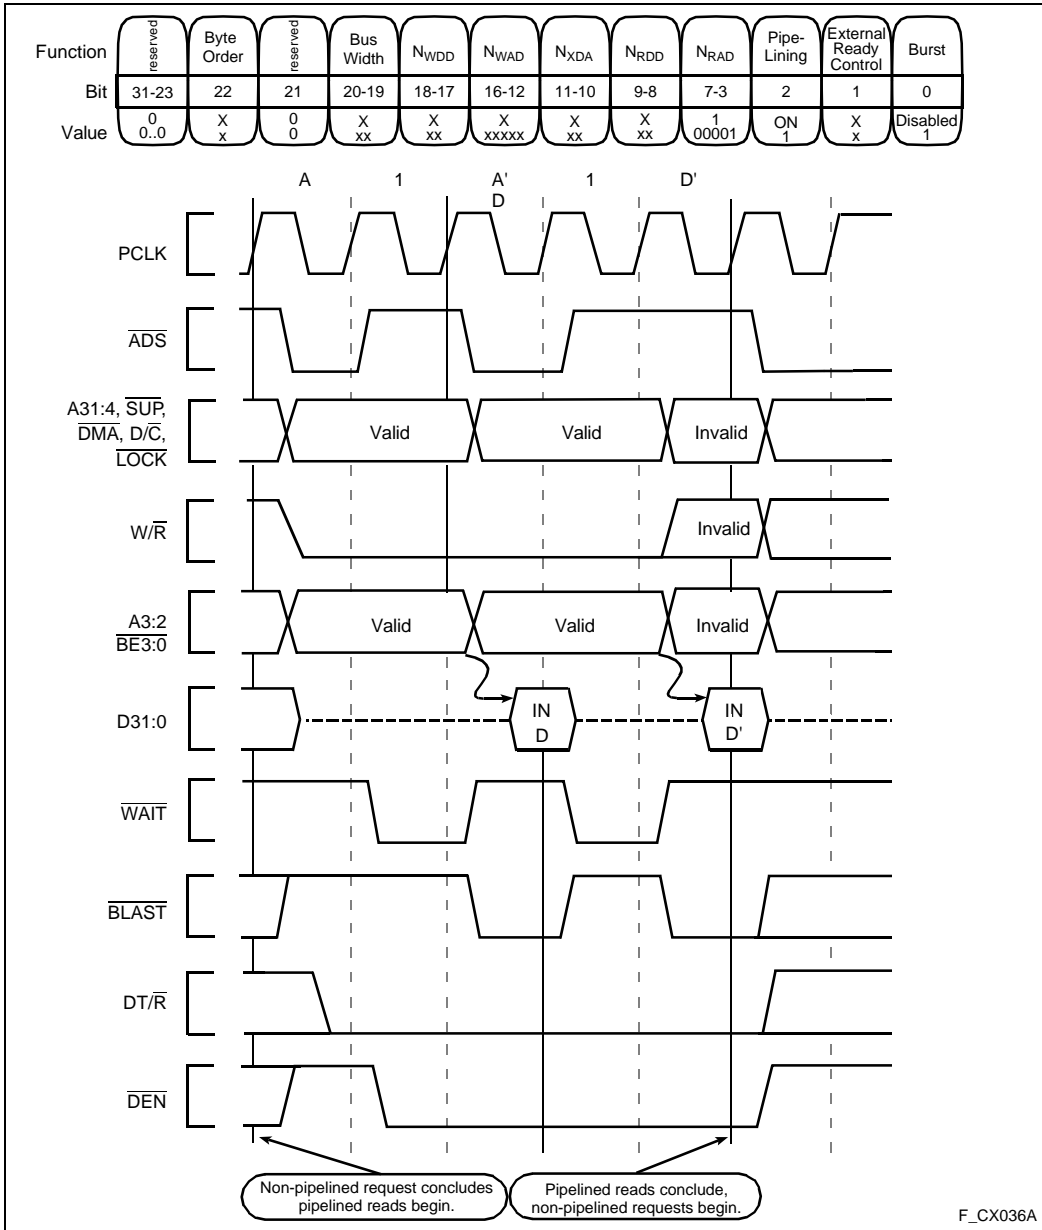 Function reserved Byte Order reserved Bus Width NWDD NWAD NXDA NRDD NRAD Pipe-Lining External Ready Control Burst
Bit 31-23 22 21 20-19 18-17 16-12 11-10 9-8 7-3 2 1 0
Value 0 0..0 X x 0 0 X xx X xx X xxxxx X xx X xx 1 00001 ON 1 X x Disabled 1
A 1 A' D 1 D'
PCLK
ADS
A31:4, SUP,
DMA, D/C,
LOCK
Valid Valid Invalid
W/R Invalid
A3:2
BE3:0
Valid Valid Invalid
D31:0 IN D IN D'
WAIT
BLAST
DT/R
DEN
Non-pipelined request concludes
pipelined reads begin.
Pipelined reads conclude,
non-pipelined requests begin.
F_CX036A